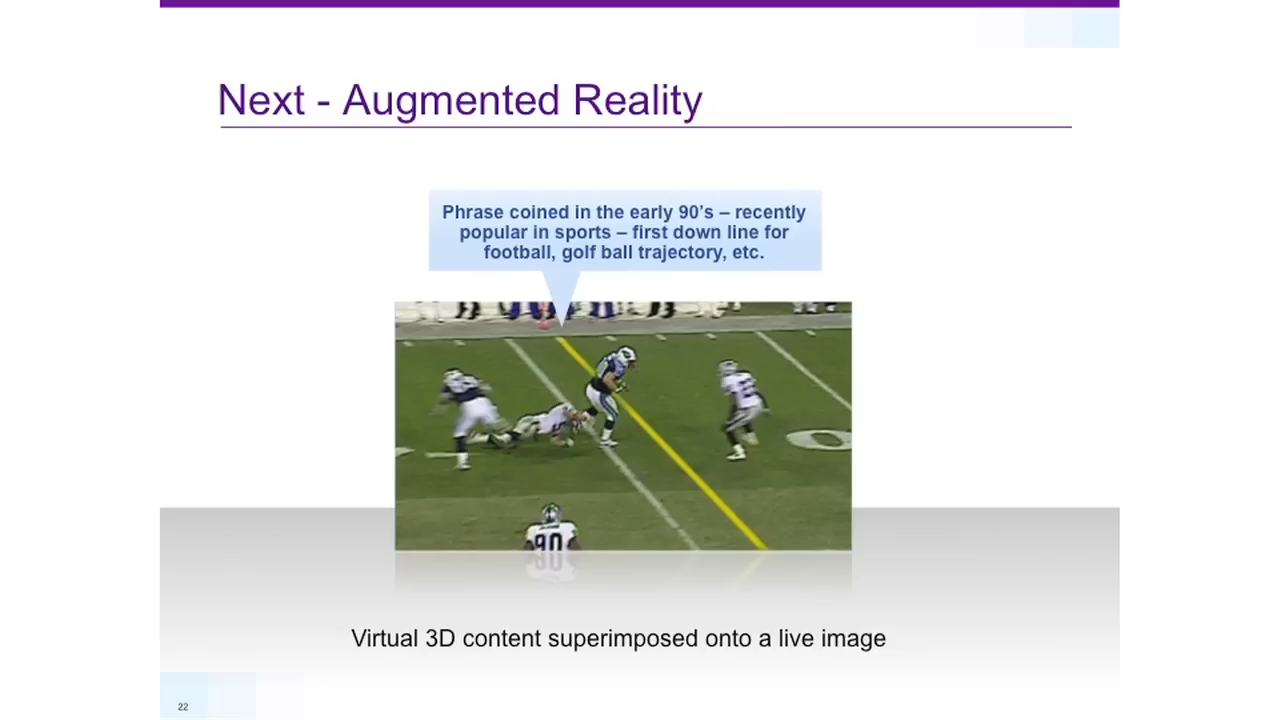 Next - Augmented Reality
Phrase coined in the early 90's – recently
popular in sports – first down line for
football, golf ball trajectory, etc.
0
90
Virtual 3D content superimposed onto a live image
22